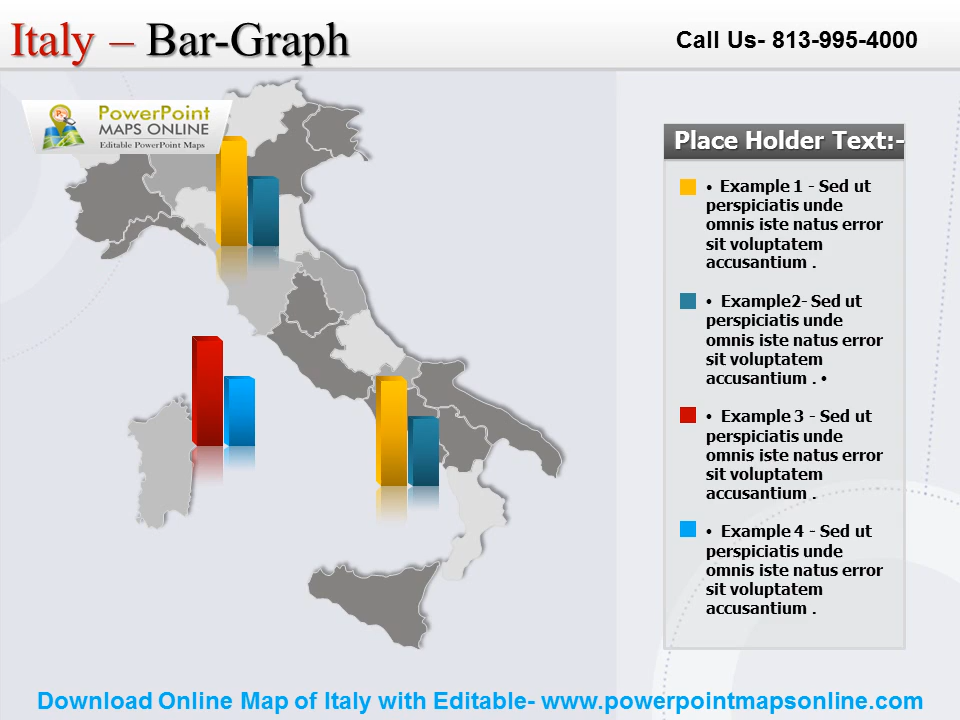 Italy – Bar-Graph
Call Us- 813-995-4000
PowerPoint
MAPS ONLINE
Editable PowerPoint Maps
Place Holder Text:-
• Example 1 - Sed ut
perspiciatis unde
omnis iste natus error
sit voluptatem
accusantium .
• Example2- Sed ut
perspiciatis unde
omnis iste natus error
sit voluptatem
accusantium . •
• Example 3 - Sed ut
perspiciatis unde
omnis iste natus error
sit voluptatem
accusantium .
• Example 4 - Sed ut
perspiciatis unde
omnis iste natus error
sit voluptatem
accusantium .
Download Online Map of Italy with Editable- www.powerpointmapsonline.com